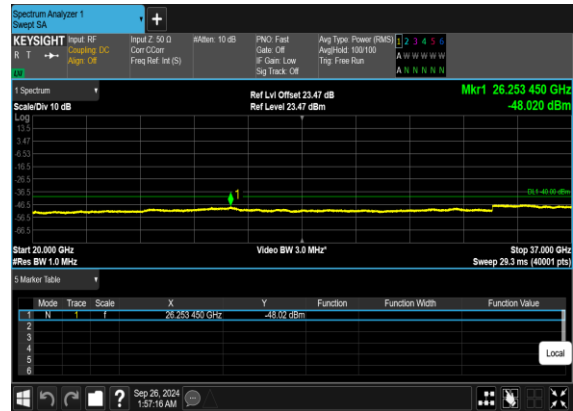 Spectrum Analyzer 1
Swept SA
+
KEYSIGHT Input: RF Input Z: 50 Ω #Atten: 10 dB PNO: Fast Avg Type: Power (RMS) 1 2 3 4 5 6
R T Coupling: DC Corr CCorr Gate: Off Avg|Hold: 100/100 A W W W W W
Align: Off Freq Ref: Int (S) IF Gain: Low Trig: Free Run
Sig Track: Off A N N N N N
1 Spectrum Ref Lvl Offset 23.47 dB Mkr1 26.253 450 GHz
Scale/Div 10 dB Ref Level 23.47 dBm -48.020 dBm
Log
13.5
3.47
-6.53
-16.5
-26.5
-36.5 1 DL1 -40.00 dBm
-46.5
-56.5
-66.5
Start 20.000 GHz Video BW 3.0 MHz* Stop 37.000 GHz
#Res BW 1.0 MHz Sweep 29.3 ms (40001 pts)
5 Marker Table
Mode Trace Scale X Y Function Function Width Function Value
1 N 1 f 26.253 450 GHz -48.02 dBm
2
3
4
5
6
Local
? Sep 26, 2024
1:57:16 AM